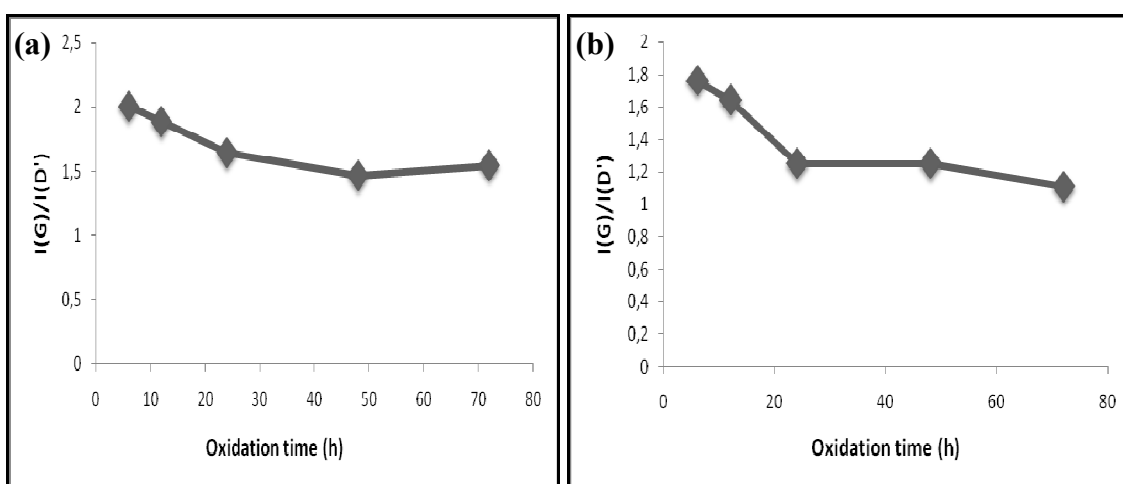 (a)
2,5
2
1,5
1
0,5
0
0 10 20 30 40 50 60 70 80
I(G)/I(D')
Oxidation time (h)
(b)
2
1,8
1,6
1,4
1,2
1
0,8
0,6
0,4
0,2
0
0 20 40 60 80
I(G)/I(D')
Oxidation time (h)